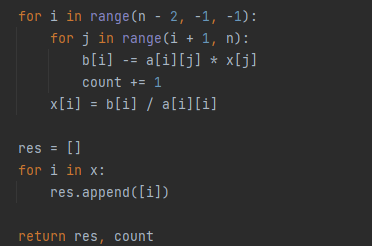 for i in range(n - 2, -1, -1):
    for j in range(i + 1, n):
        b[i] -= a[i][j] * x[j]
        count += 1
    x[i] = b[i] / a[i][i]

res = []
for i in x:
    res.append([i])

return res, count